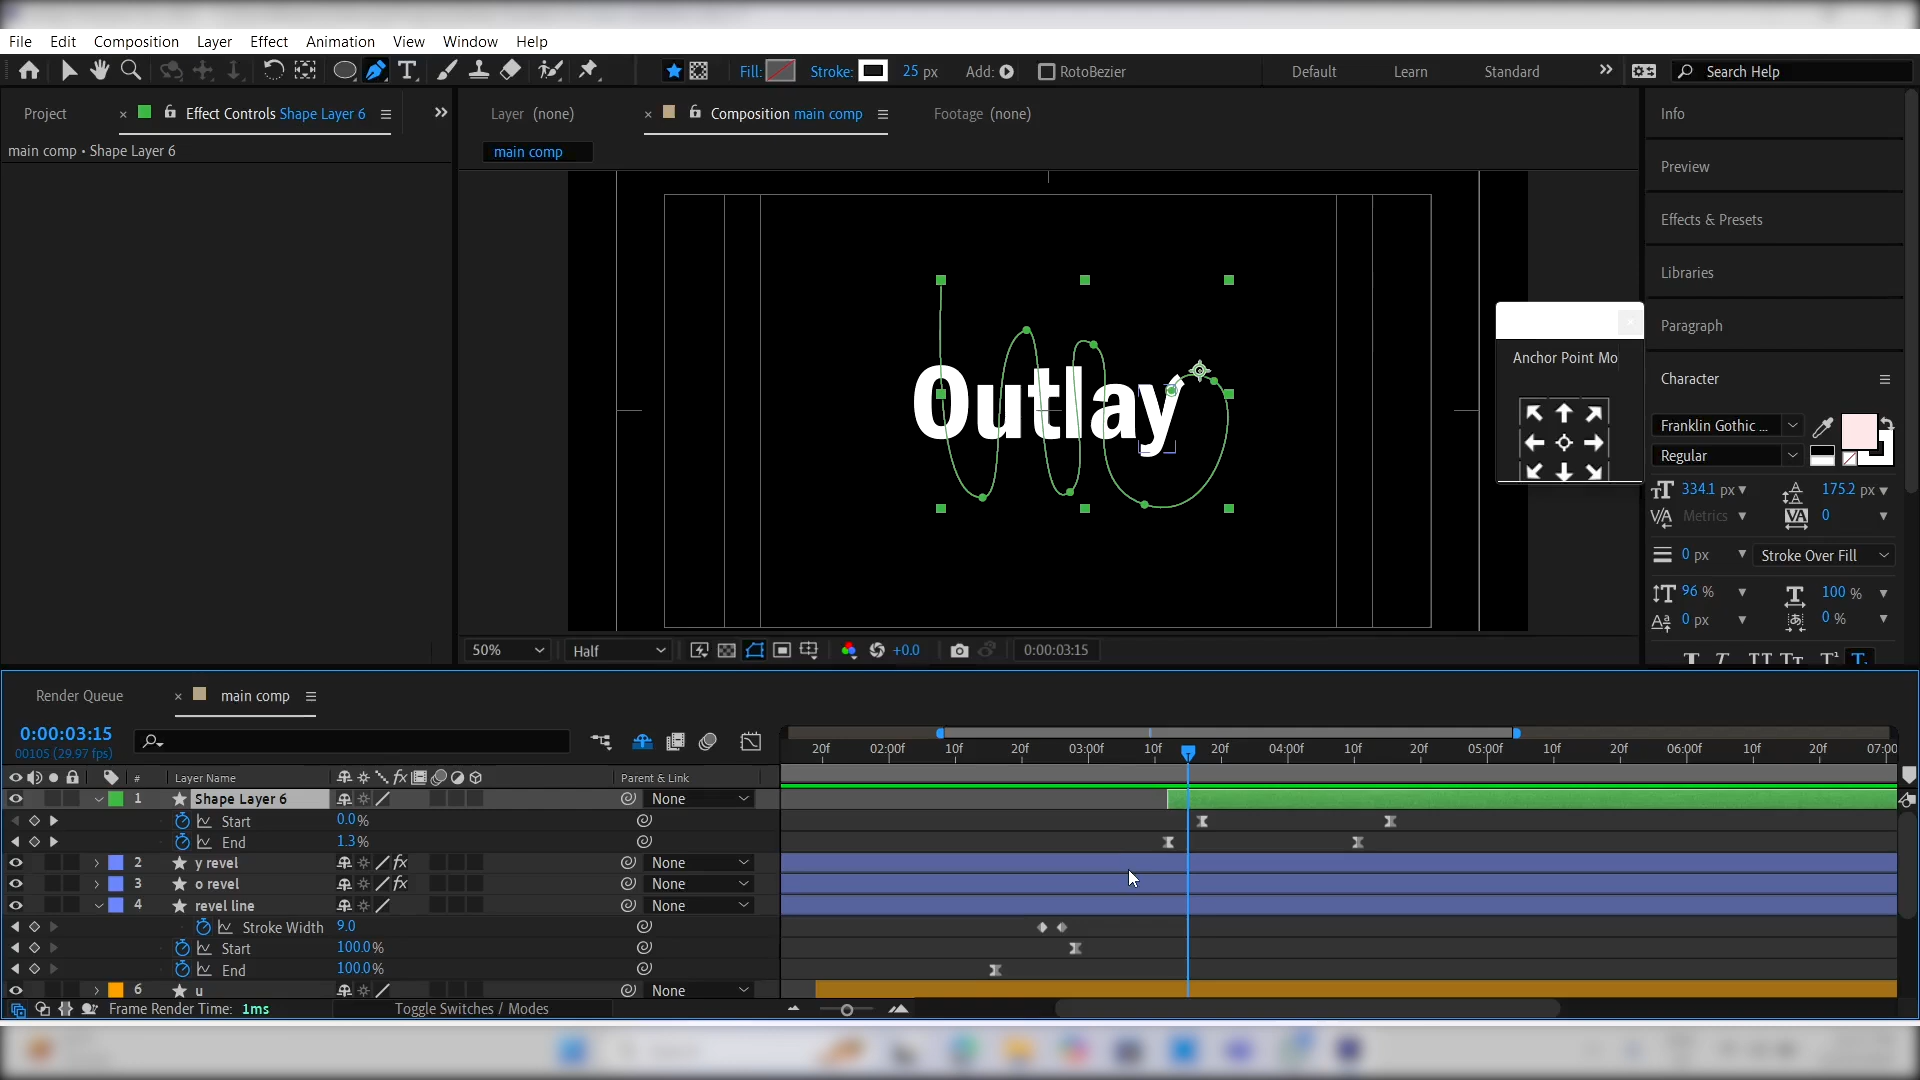 File Edit Composition Layer Effect Animation View Window Help
Fill: Stroke: 25 px Add: RotoBezier Default Learn Standard Search Help
Project Effect Controls Shape Layer 6 Layer (none) Composition main comp Footage (none) Info
main comp • Shape Layer 6 main comp
Preview
Effects & Presets
Libraries
Paragraph
Anchor Point Mo
Character
Outlay
Franklin Gothic ...
Regular
334.1 px 175.2 px
Metrics 0
0 px Stroke Over Fill
96 % 100 %
0 px 0 %
50% Half +0.0 0:00:03:15
Render Queue main comp
0:00:03:15
00105 (29.97 fps)
20f 02:00f 10f 20f 03:00f 10f 20f 04:00f 10f 20f 05:00f 10f 20f 06:00f 10f 20f 07:00
# Layer Name Parent & Link
1 Shape Layer 6 None
Start 0.0%
End 1.3%
2 y revel None
3 o revel None
4 revel line None
Stroke Width 9.0
Start 100.0%
End 100.0%
6 u None
Frame Render Time: 1ms Toggle Switches / Modes